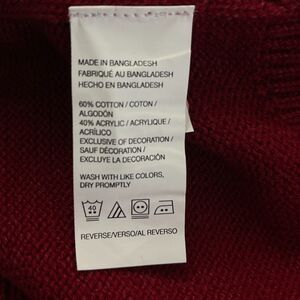 MADE IN BANGLADESH
FABRIQUÉ AU BANGLADESH
HECHO EN BANGLADESH
60% COTTON / COTON /
ALGODÓN
40% ACRYLIC / ACRYLIQUE /
ACRÍLICO
EXCLUSIVE OF DECORATION /
SAUF DÉCORATION /
EXCLUYE LA DECORACIÓN
WASH WITH LIKE COLORS,
DRY PROMPTLY
40
REVERSE/VERSO/AL REVERSO